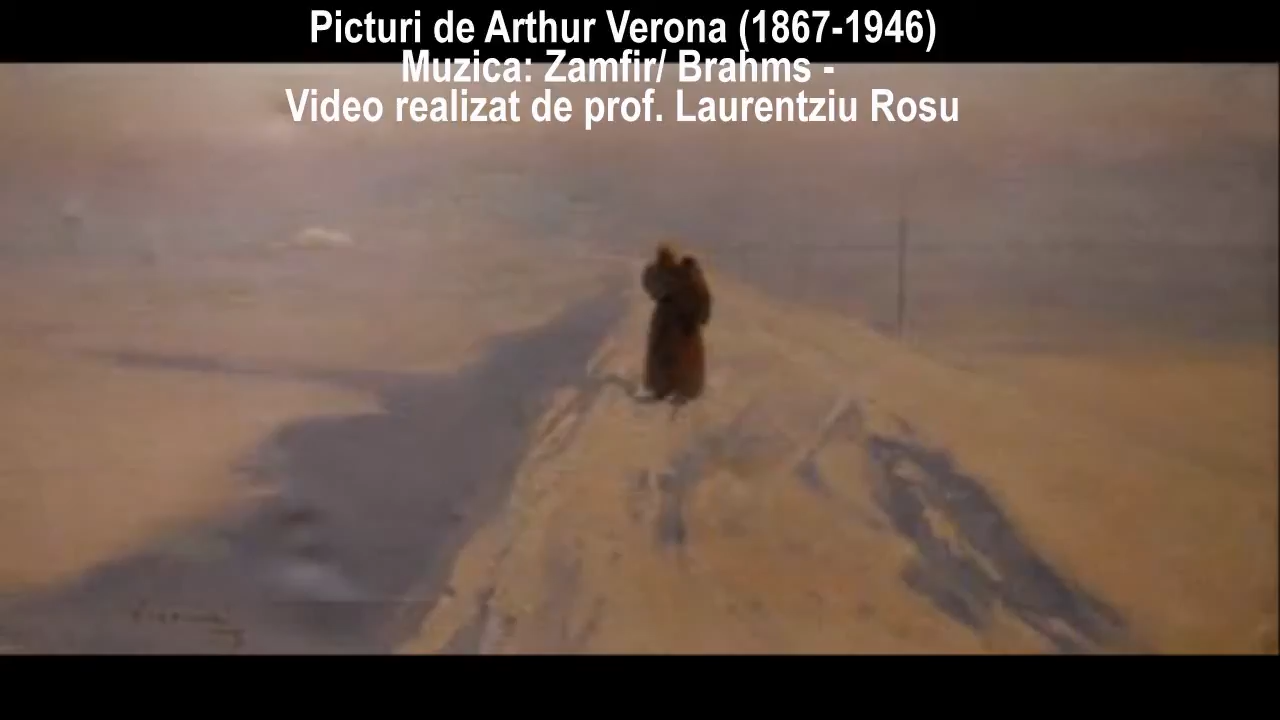 Picturi de Arthur Verona (1867-1946)
Muzica: Zamfir/ Brahms -
Video realizat de prof. Laurentziu Rosu